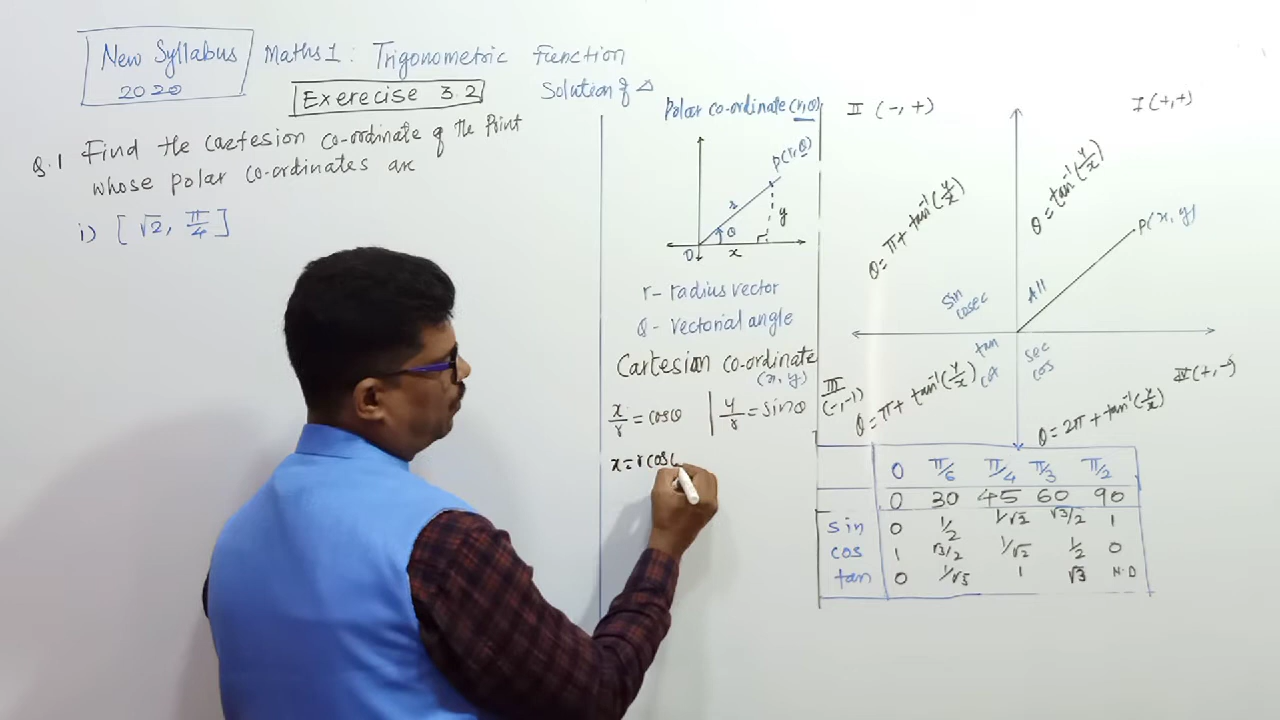 New Syllabus
2020
Maths 1: Trigonometric Function
Solution of Δ
Exerecise 3.2
Q.1 Find the cartesion co-ordinate of the Point
whose polar co-ordinates are
i) [√2, π/4]
Polar co-ordinate (r,θ)
P(r,θ)
r
y
θ
O
x
r - radius vector
θ - vectorial angle
Cartesian co-ordinate
(x, y)
x/r = cosθ | y/r = sinθ
x = r cos
II (-,+)
I (+,+)
θ = π + tan⁻¹(y/x)
θ = tan⁻¹(y/x)
P(x, y)
sin
cosec
All
tan
cot
sec
cos
III
(-,-1)
θ = π + tan⁻¹(y/x)
IV (+,-)
θ = 2π + tan⁻¹(y/x)
0 π/6 π/4 π/3 π/2
0 30 45 60 90
sin 0 1/2 1/√2 √3/2 1
cos 1 √3/2 1/√2 1/2 0
tan 0 1 √3 N.D